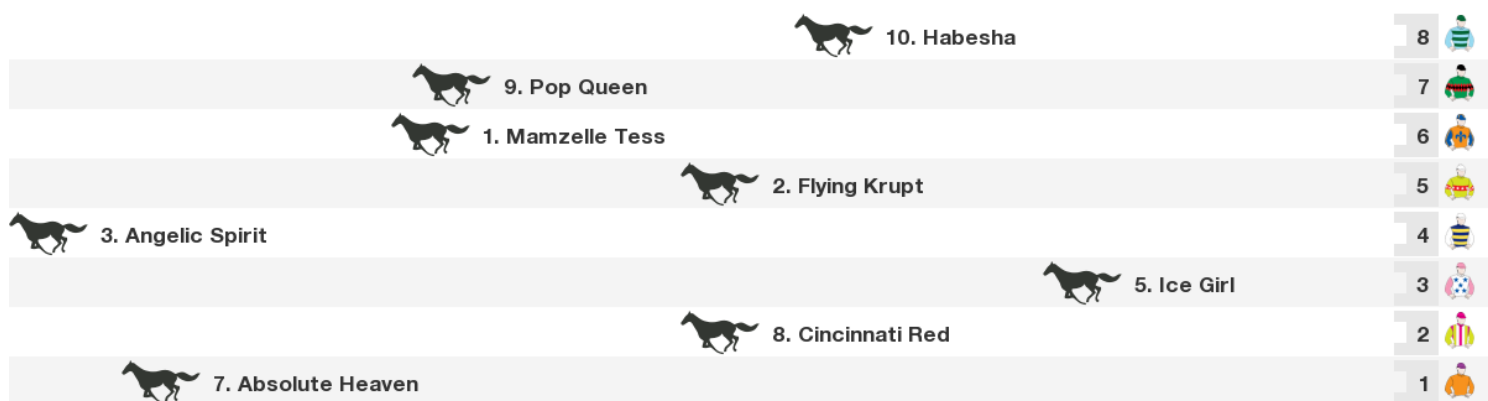 10. Habesha 8
9. Pop Queen 7
1. Mamzelle Tess 6
2. Flying Krupt 5
3. Angelic Spirit 4
5. Ice Girl 3
8. Cincinnati Red 2
7. Absolute Heaven 1